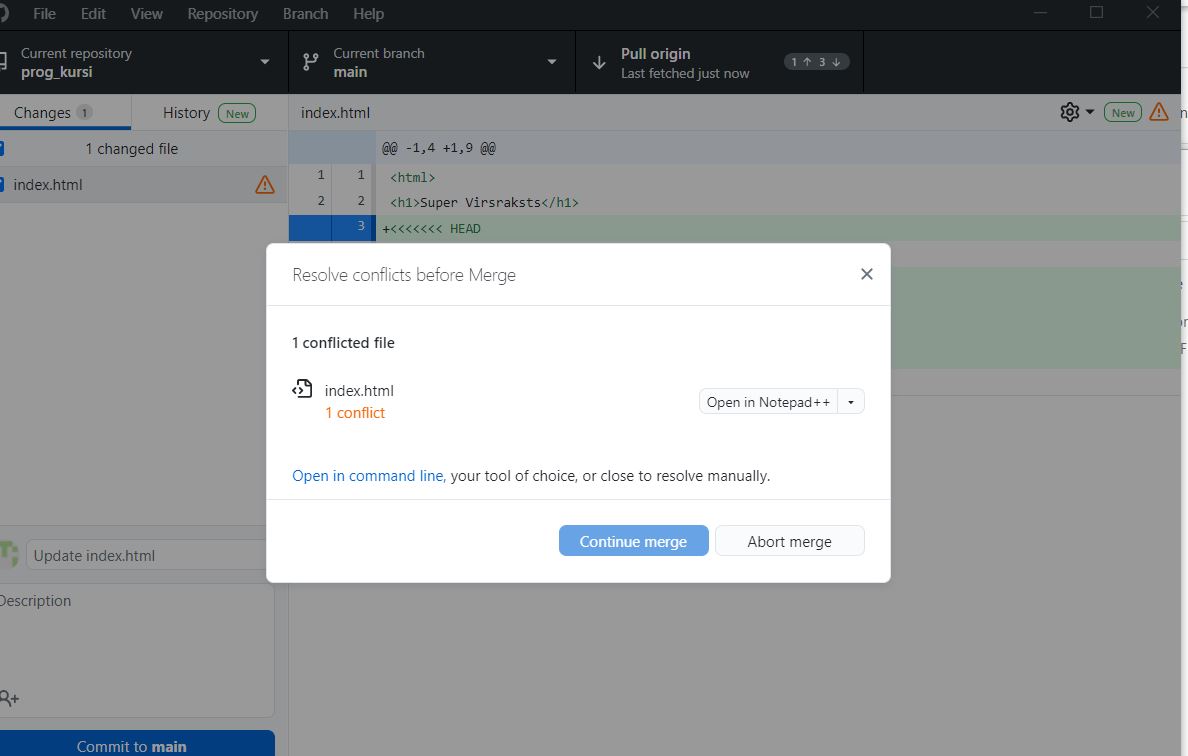 File Edit View Repository Branch Help
Current repository
prog_kursi
Current branch
main
Pull origin
Last fetched just now
1 ↑ 3 ↓
Changes 1
History New
index.html
New
1 changed file
index.html
@@ -1,4 +1,9 @@
1 1 <html>
2 2 <h1>Super Virsraksts</h1>
3 +<<<<<<< HEAD
Resolve conflicts before Merge
1 conflicted file
index.html
1 conflict
Open in Notepad++
Open in command line, your tool of choice, or close to resolve manually.
Continue merge
Abort merge
Update index.html
Description
Commit to main